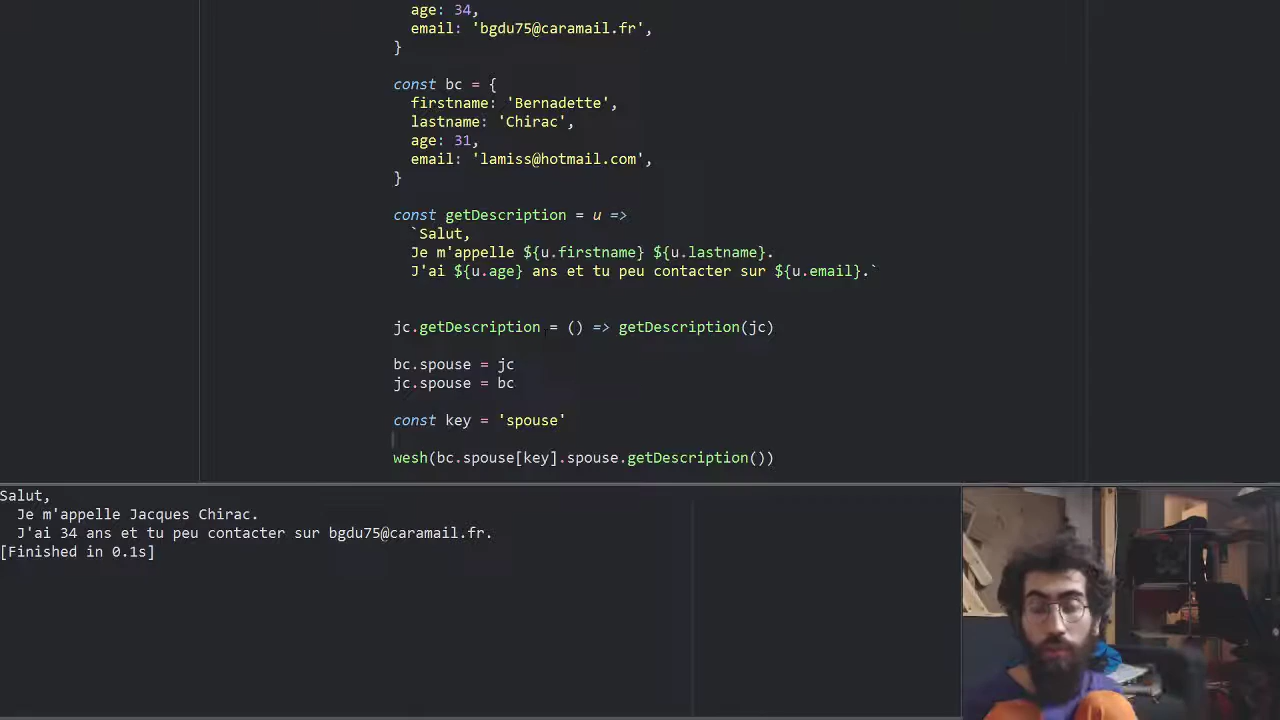 age: 34,
email: 'bgdu75@caramail.fr',
}
const bc = {
firstname: 'Bernadette',
lastname: 'Chirac',
age: 31,
email: 'lamiss@hotmail.com',
}
const getDescription = u =>
`Salut,
Je m'appelle ${u.firstname} ${u.lastname}.
J'ai ${u.age} ans et tu peu contacter sur ${u.email}.`
jc.getDescription = () => getDescription(jc)
bc.spouse = jc
jc.spouse = bc
const key = 'spouse'
wesh(bc.spouse[key].spouse.getDescription())
Salut,
Je m'appelle Jacques Chirac.
J'ai 34 ans et tu peu contacter sur bgdu75@caramail.fr.
[Finished in 0.1s]